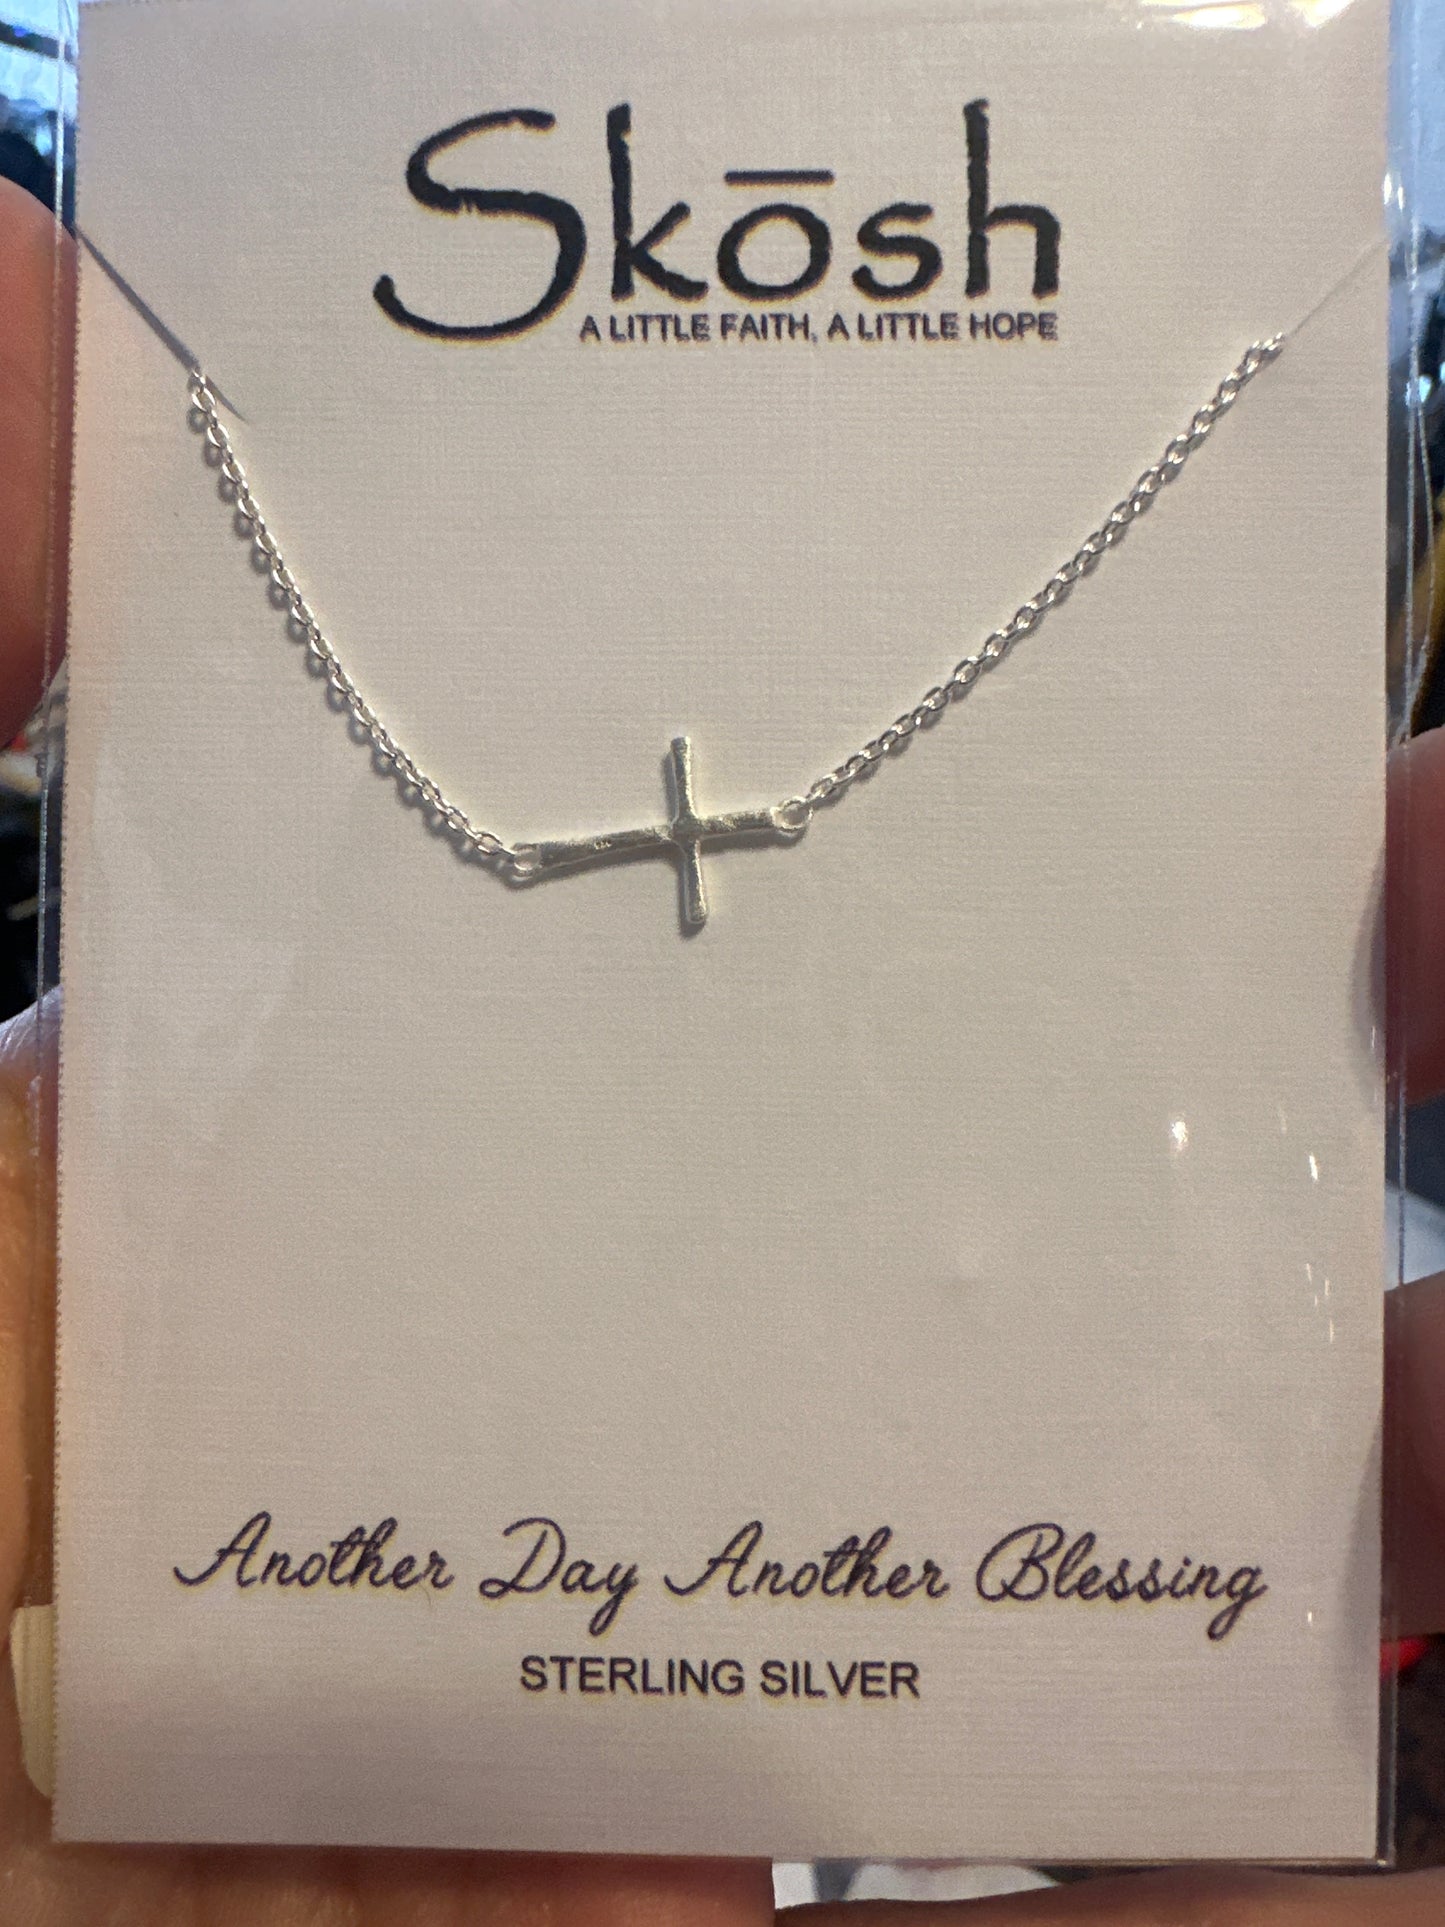 Skōsh
A LITTLE FAITH, A LITTLE HOPE
Another Day Another Blessing
STERLING SILVER